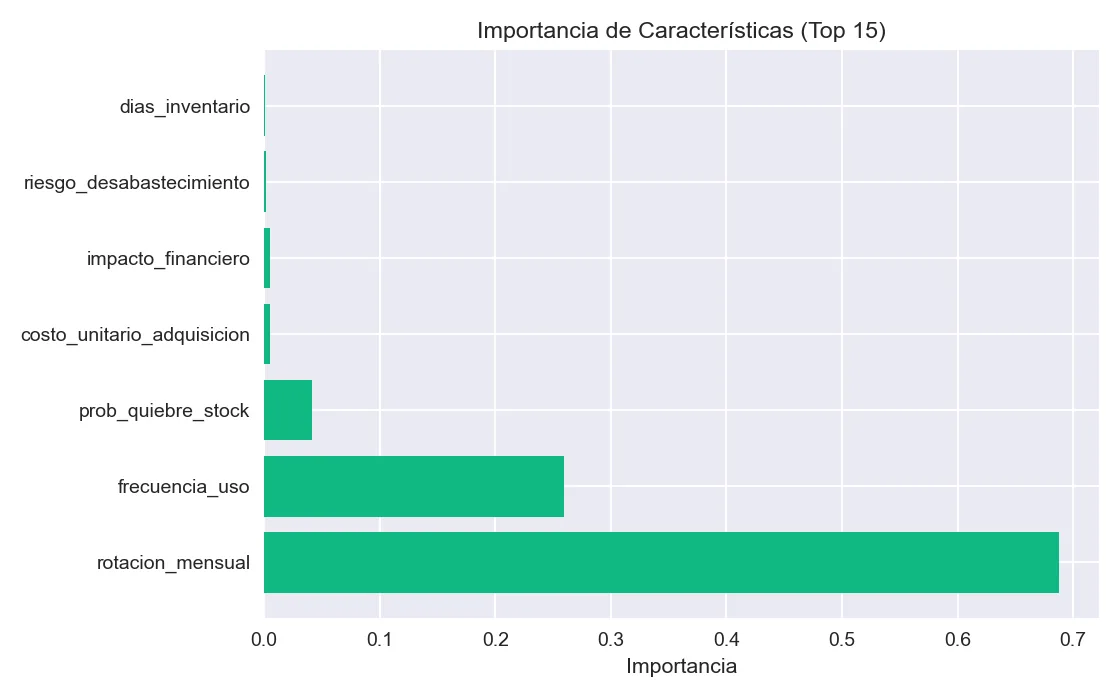 Importancia de Características (Top 15)
dias_inventario
riesgo_desabastecimiento
impacto_financiero
costo_unitario_adquisicion
prob_quiebre_stock
frecuencia_uso
rotacion_mensual
0.0 0.1 0.2 0.3 0.4 0.5 0.6 0.7
Importancia